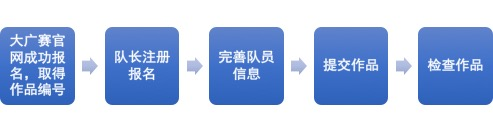 大广赛官
网成功报
名，取得
作品编号
队长注册
报名
完善队员
信息
提交作品
检查作品